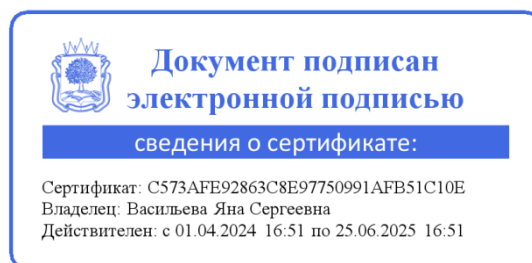 Документ подписан
электронной подписью
сведения о сертификате:
Сертификат: C573AFE92863C8E97750991AFB51C10E
Владелец: Васильева Яна Сергеевна
Действителен: с 01.04.2024 16:51 по 25.06.2025 16:51